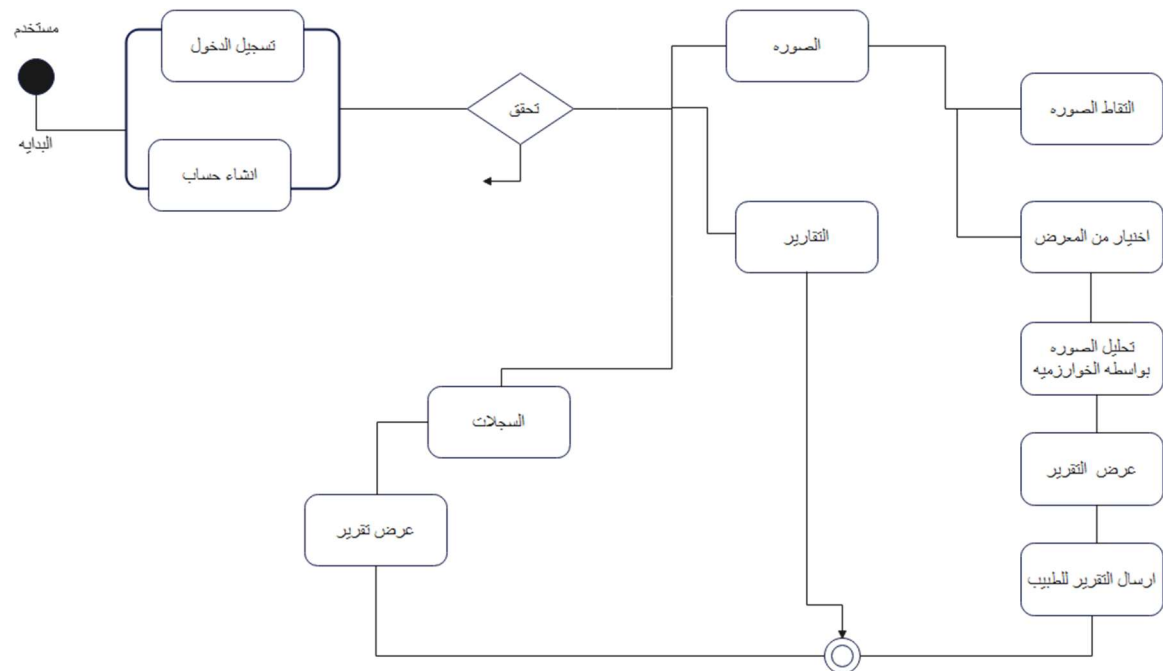 مستخدم
البدايه
تسجيل الدخول
انشاء حساب
تحقق
الصوره
التقاط الصوره
اختيار من المعرض
التقارير
تحليل الصوره
بواسطه الخوارزميه
السجلات
عرض التقرير
عرض تقرير
ارسال التقرير للطبيب